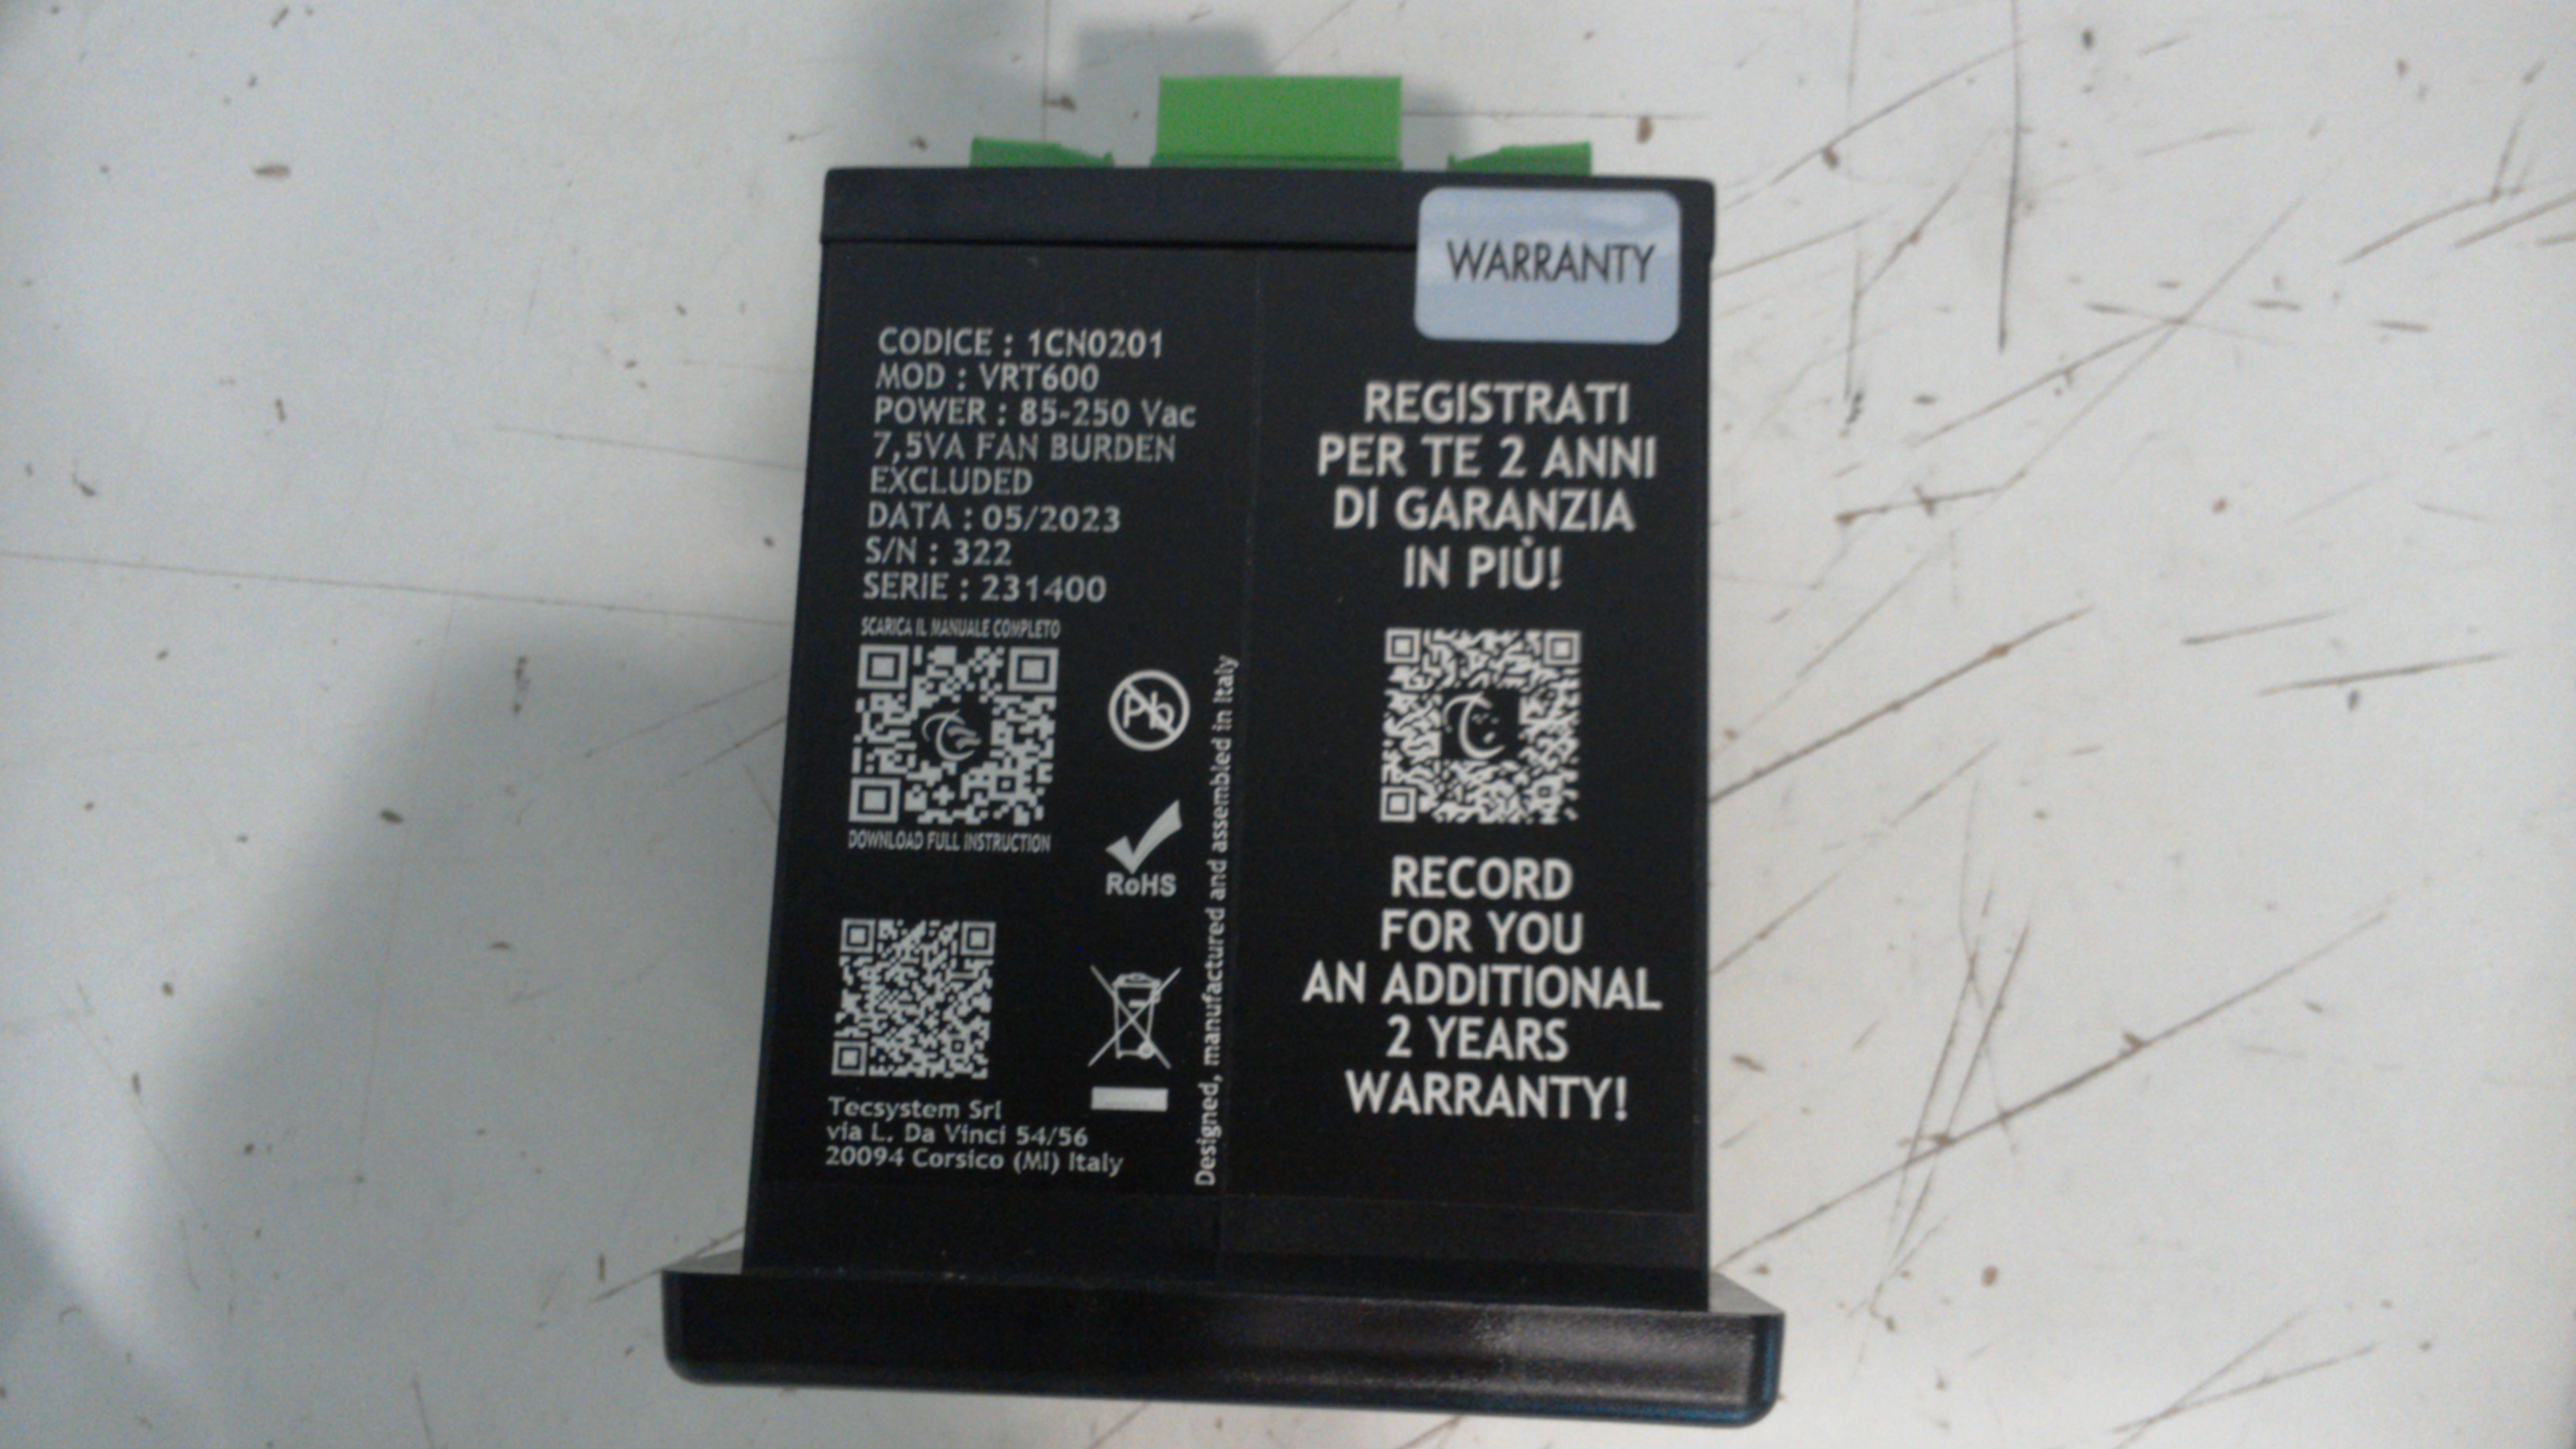 WARRANTY
CODICE : 1CN0201
MOD : VRT600
POWER : 85-250 Vac
7,5VA FAN BURDEN
EXCLUDED
DATA : 05/2023
S/N : 322
SERIE : 231400
SCARICA IL MANUALE COMPLETO
DOWNLOAD FULL INSTRUCTION
Pb
RoHS
Tecsystem Srl
via L. Da Vinci 54/56
20094 Corsico (MI) Italy
Designed, manufactured and assembled in Italy
REGISTRATI
PER TE 2 ANNI
DI GARANZIA
IN PIÙ!
RECORD
FOR YOU
AN ADDITIONAL
2 YEARS
WARRANTY!